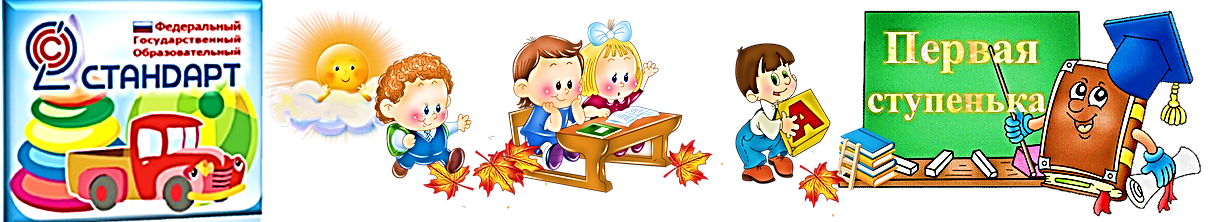 Федеральный
Государственный
Образовательный
СТАНДАРТ
А
Первая
ступенька